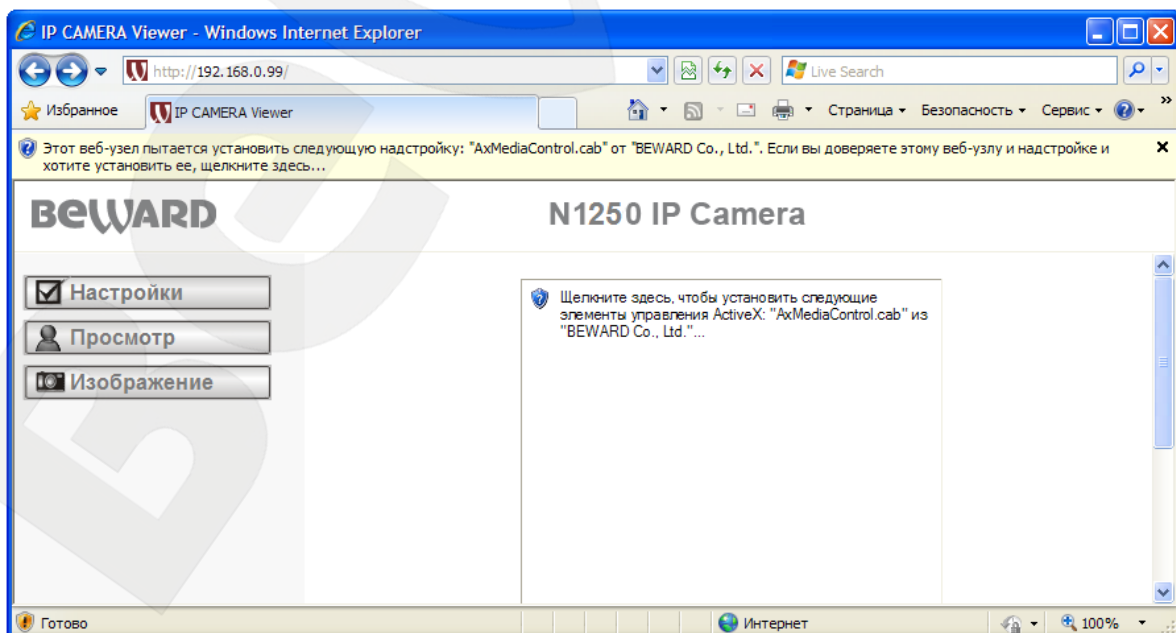 IP CAMERA Viewer - Windows Internet Explorer
http://192.168.0.99/
Live Search
Избранное
IP CAMERA Viewer
Страница
Безопасность
Сервис
Этот веб-узел пытается установить следующую надстройку: "AxMediaControl.cab" от "BEWARD Co., Ltd.". Если вы доверяете этому веб-узлу и надстройке и
хотите установить ее, щелкните здесь...
BEWARD
N1250 IP Camera
Настройки
Просмотр
Изображение
Щелкните здесь, чтобы установить следующие
элементы управления ActiveX: "AxMediaControl.cab" из
"BEWARD Co., Ltd."...
Готово
Интернет
100%